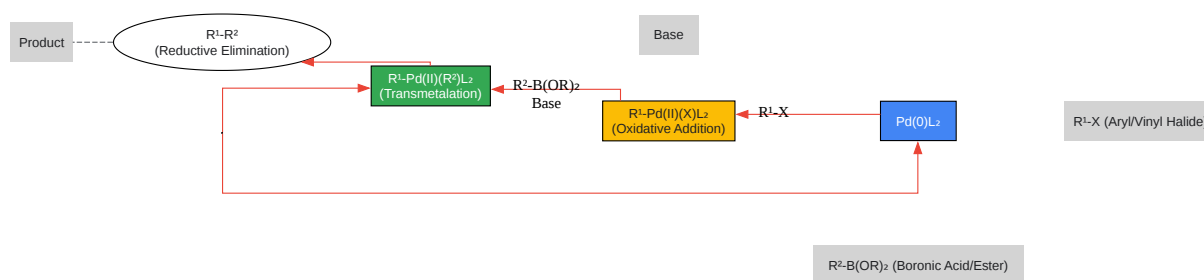 Product
R¹-R²
(Reductive Elimination)
Base
R¹-Pd(II)(R²)L₂
(Transmetalation)
R²-B(OR)₂
Base
R¹-Pd(II)(X)L₂
(Oxidative Addition)
R¹-X
Pd(0)L₂
R¹-X (Aryl/Vinyl Halide
R²-B(OR)₂ (Boronic Acid/Ester)